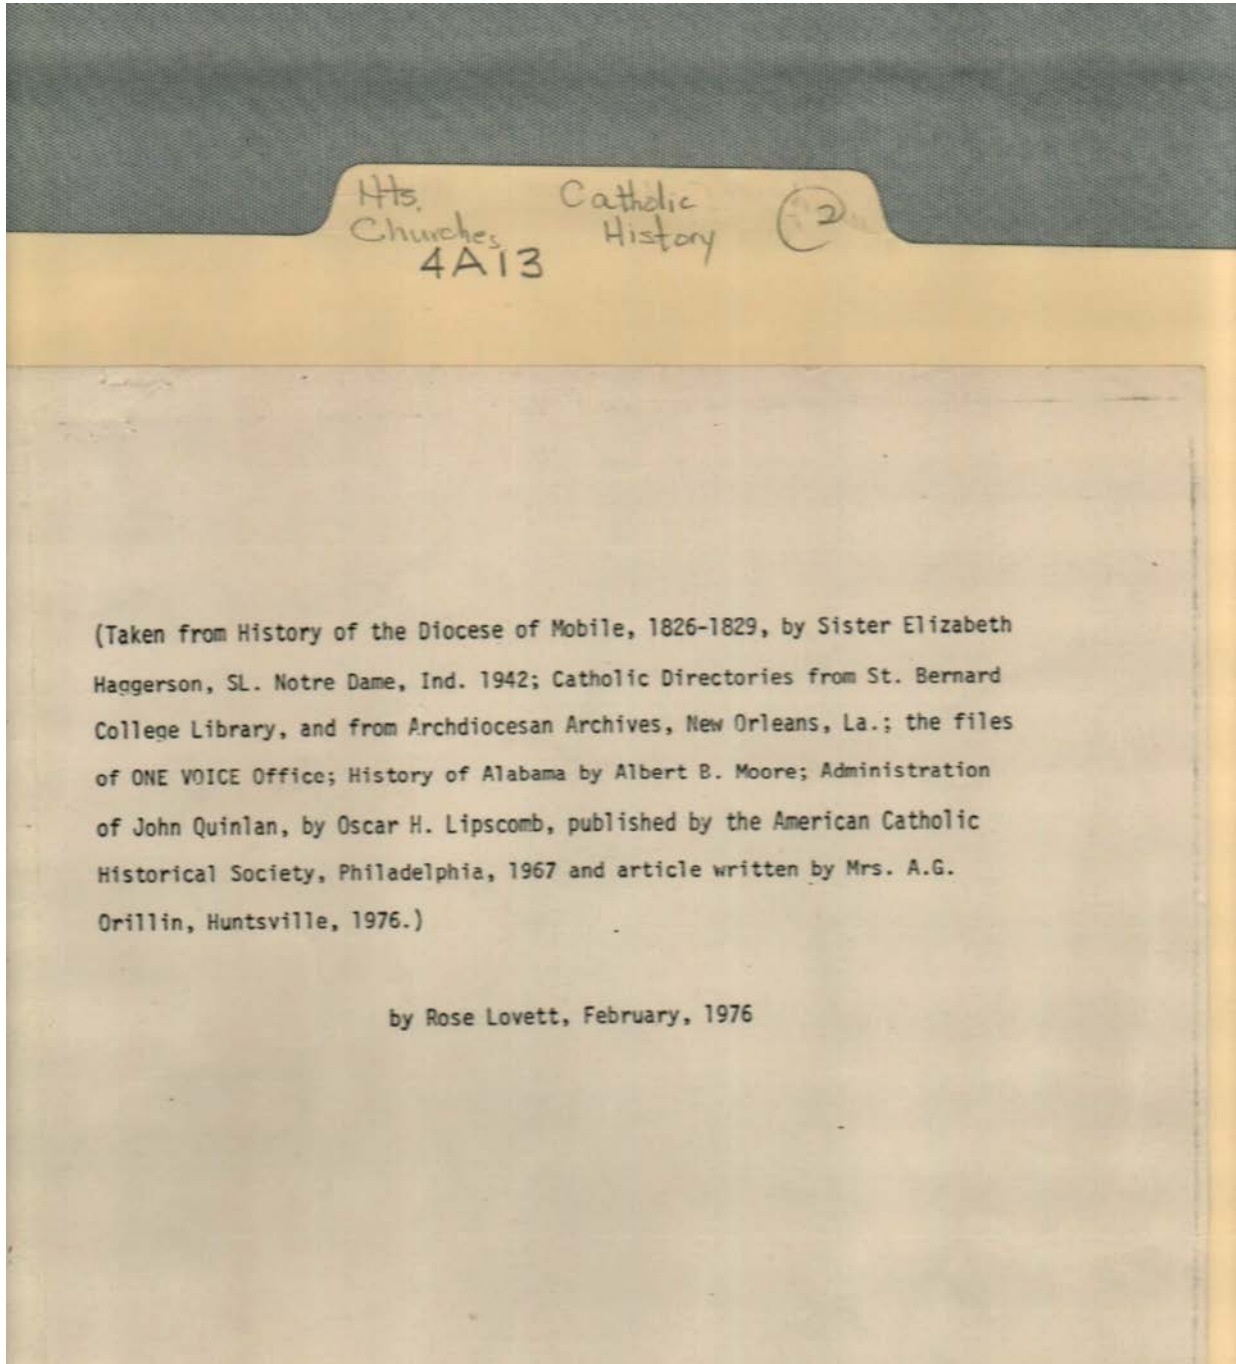 Hts. Catholic
Churches History 2
4A13
(Taken from History of the Diocese of Mobile, 1826-1829, by Sister Elizabeth
Haggerson, SL. Notre Dame, Ind. 1942; Catholic Directories from St. Bernard
College Library, and from Archdiocesan Archives, New Orleans, La.; the files
of ONE VOICE Office; History of Alabama by Albert B. Moore; Administration
of John Quinlan, by Oscar H. Lipscomb, published by the American Catholic
Historical Society, Philadelphia, 1967 and article written by Mrs. A.G.
Orillin, Huntsville, 1976.)
by Rose Lovett, February, 1976